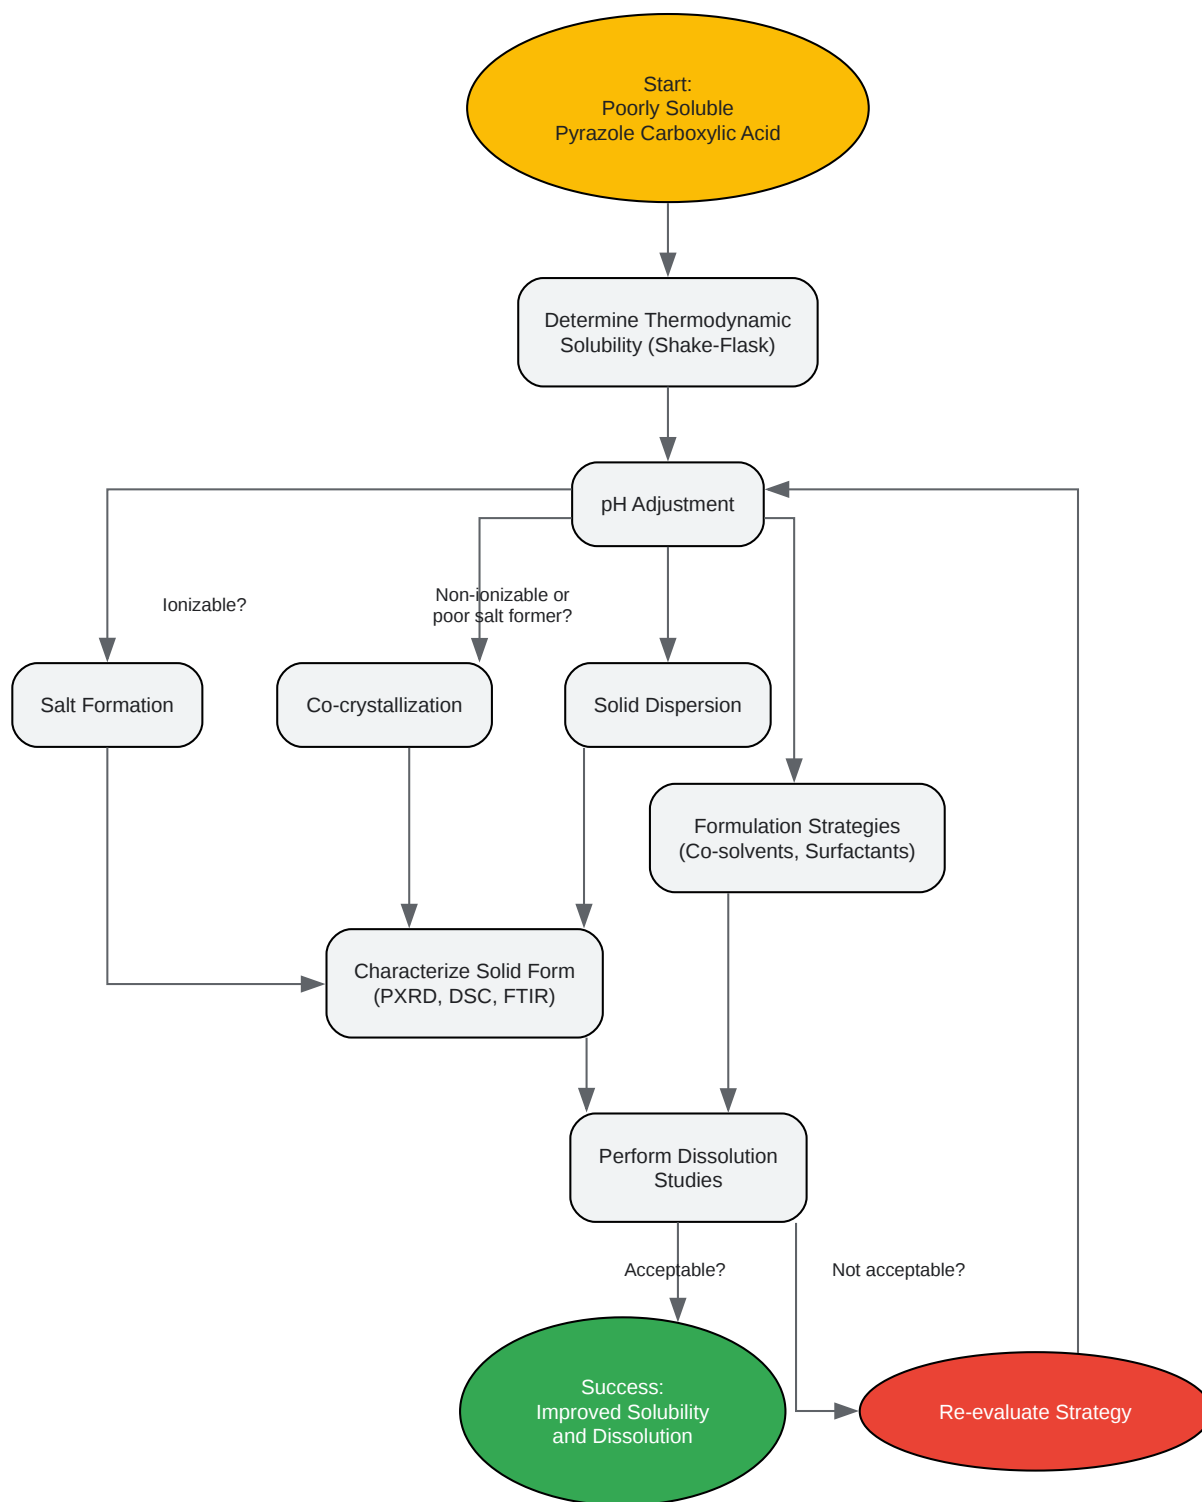 Start:
Poorly Soluble
Pyrazole Carboxylic Acid
Determine Thermodynamic
Solubility (Shake-Flask)
pH Adjustment
Ionizable?
Non-ionizable or
poor salt former?
Salt Formation
Co-crystallization
Solid Dispersion
Formulation Strategies
(Co-solvents, Surfactants)
Characterize Solid Form
(PXRD, DSC, FTIR)
Perform Dissolution
Studies
Acceptable?
Not acceptable?
Success:
Improved Solubility
and Dissolution
Re-evaluate Strategy